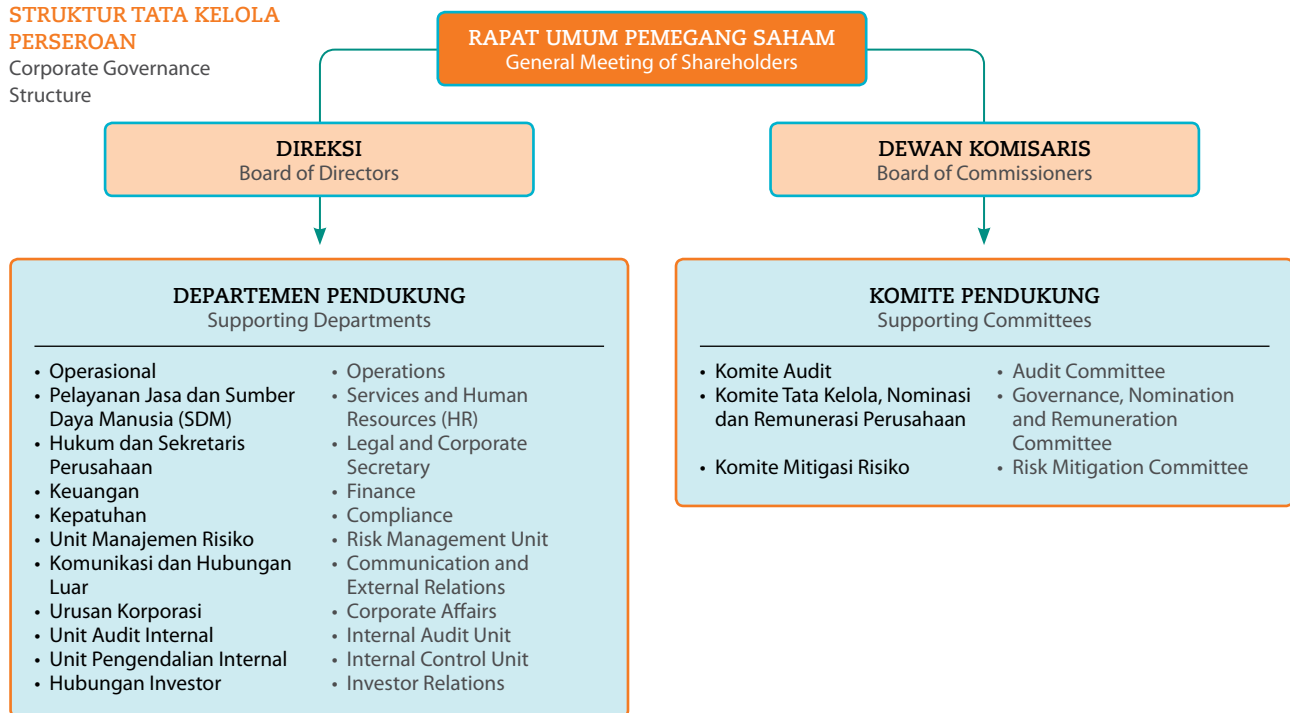 STRUKTUR TATA KELOLA
PERSEROAN
Corporate Governance
Structure
RAPAT UMUM PEMEGANG SAHAM
General Meeting of Shareholders
DIREKSI
Board of Directors
DEWAN KOMISARIS
Board of Commissioners
DEPARTEMEN PENDUKUNG
Supporting Departments
• Operasional
• Pelayanan Jasa dan Sumber
Daya Manusia (SDM)
• Hukum dan Sekretaris
Perusahaan
• Keuangan
• Kepatuhan
• Unit Manajemen Risiko
• Komunikasi dan Hubungan
Luar
• Urusan Korporasi
• Unit Audit Internal
• Unit Pengendalian Internal
• Hubungan Investor
• Operations
• Services and Human
Resources (HR)
• Legal and Corporate
Secretary
• Finance
• Compliance
• Risk Management Unit
• Communication and
External Relations
• Corporate Affairs
• Internal Audit Unit
• Internal Control Unit
• Investor Relations
KOMITE PENDUKUNG
Supporting Committees
• Komite Audit
• Komite Tata Kelola, Nominasi
dan Remunerasi Perusahaan
• Komite Mitigasi Risiko
• Audit Committee
• Governance, Nomination
and Remuneration
Committee
• Risk Mitigation Committee